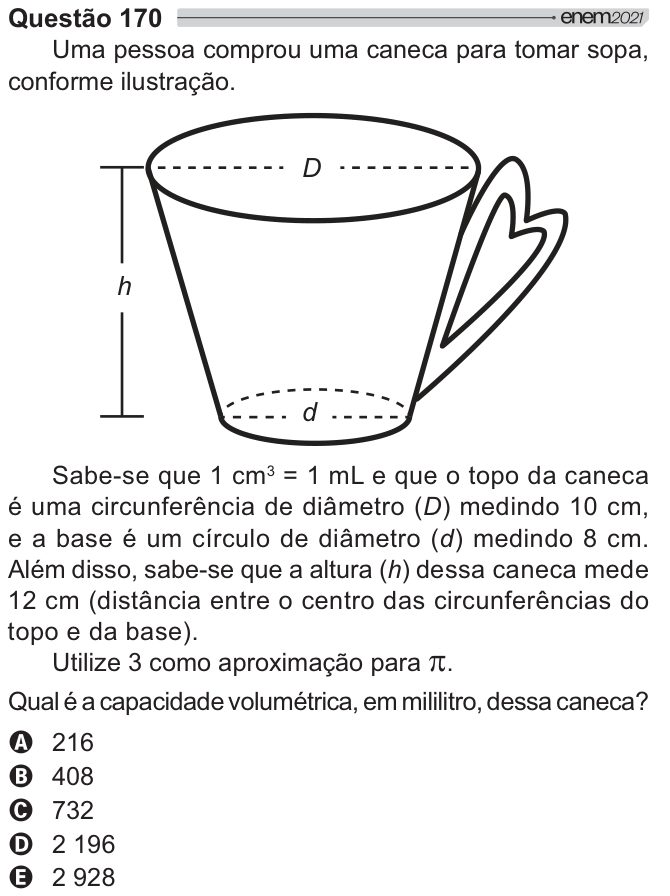 Questão 170 enem2021
Uma pessoa comprou uma caneca para tomar sopa,
conforme ilustração.
D
h
d
Sabe-se que 1 cm³ = 1 mL e que o topo da caneca
é uma circunferência de diâmetro (D) medindo 10 cm,
e a base é um círculo de diâmetro (d) medindo 8 cm.
Além disso, sabe-se que a altura (h) dessa caneca mede
12 cm (distância entre o centro das circunferências do
topo e da base).
Utilize 3 como aproximação para π.
Qual é a capacidade volumétrica, em mililitro, dessa caneca?
A 216
B 408
C 732
D 2 196
E 2 928